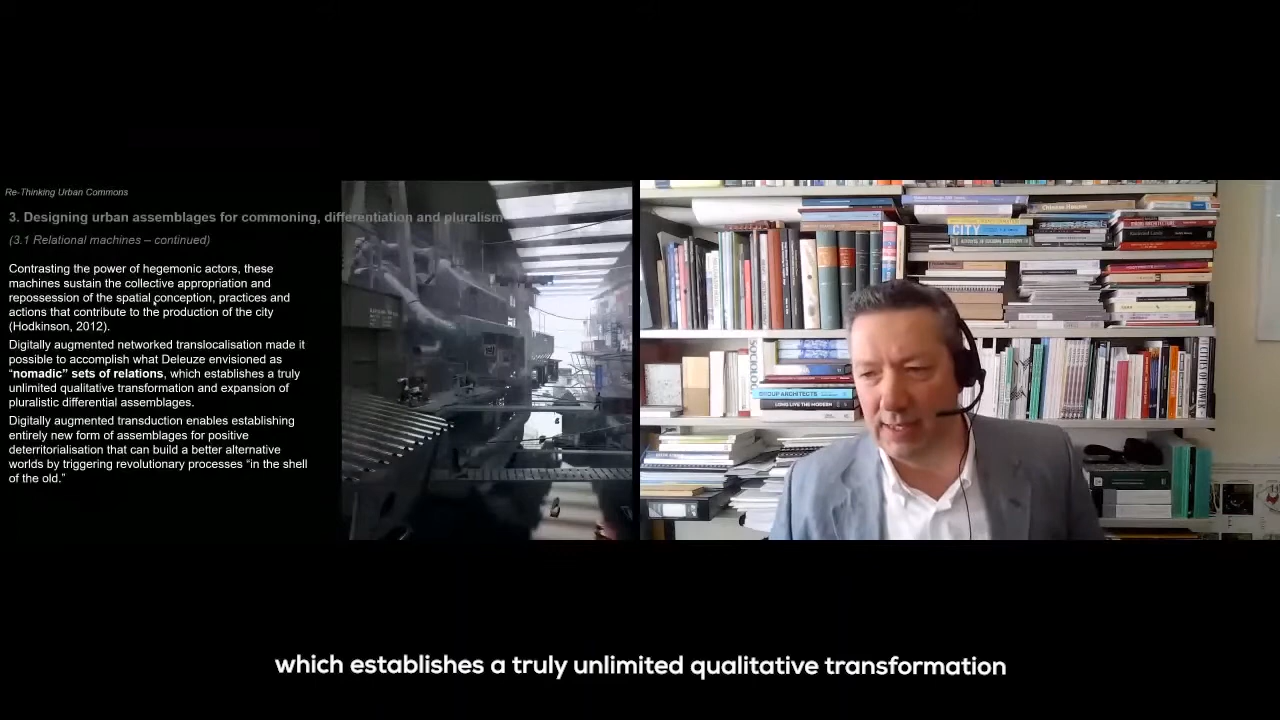 Re-Thinking Urban Commons
3. Designing urban assemblages for commoning, differentiation and pluralism
(3.1 Relational machines – continued)
Contrasting the power of hegemonic actors, these
machines sustain the collective appropriation and
repossession of the spatial conception, practices and
actions that contribute to the production of the city
(Hodkinson, 2012).
Digitally augmented networked translocalisation made it
possible to accomplish what Deleuze envisioned as
“nomadic” sets of relations, which establishes a truly
unlimited qualitative transformation and expansion of
pluralistic differential assemblages.
Digitally augmented transduction enables establishing
entirely new form of assemblages for positive
deterritorialisation that can build a better alternative
worlds by triggering revolutionary processes “in the shell
of the old.”
CITY
GROUP ARCHITECTS
LONG LIVE THE MODERN
which establishes a truly unlimited qualitative transformation